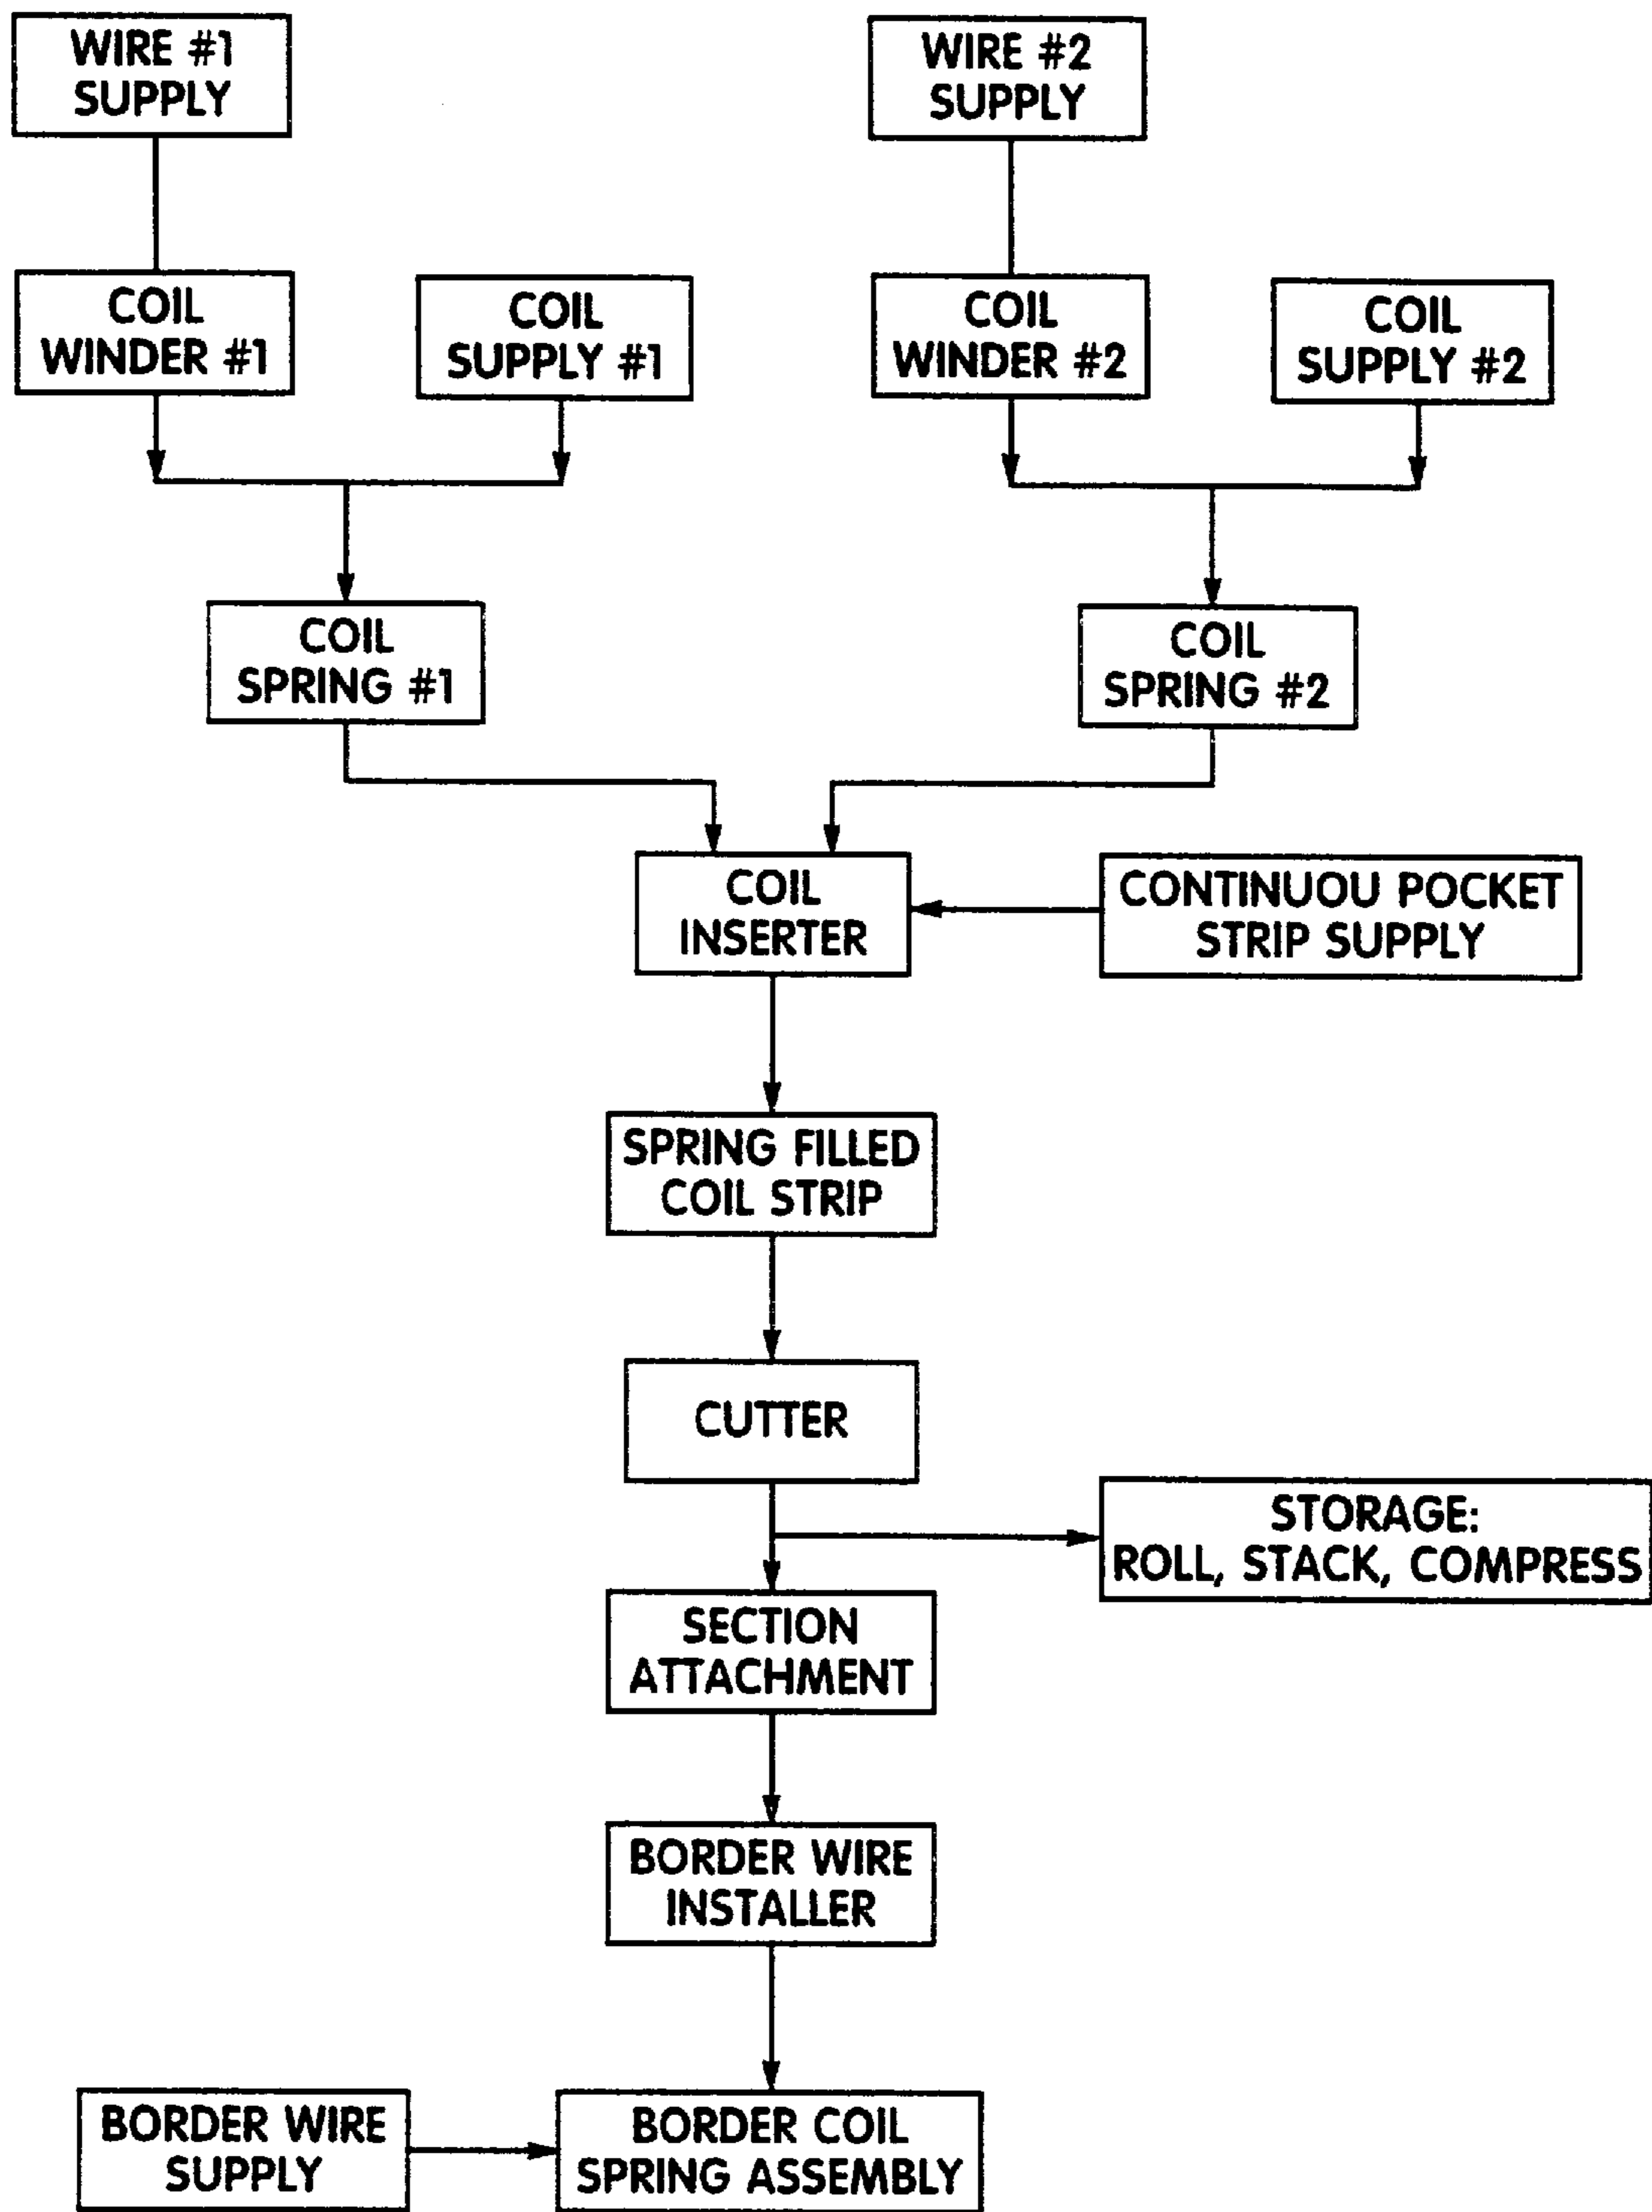 WIRE #1
SUPPLY
WIRE #2
SUPPLY
COIL
WINDER #1
COIL
SUPPLY #1
COIL
WINDER #2
COIL
SUPPLY #2
COIL
SPRING #1
COIL
SPRING #2
COIL
INSERTER
CONTINUOU POCKET
STRIP SUPPLY
SPRING FILLED
COIL STRIP
CUTTER
STORAGE:
ROLL, STACK, COMPRESS
SECTION
ATTACHMENT
BORDER WIRE
INSTALLER
BORDER WIRE
SUPPLY
BORDER COIL
SPRING ASSEMBLY